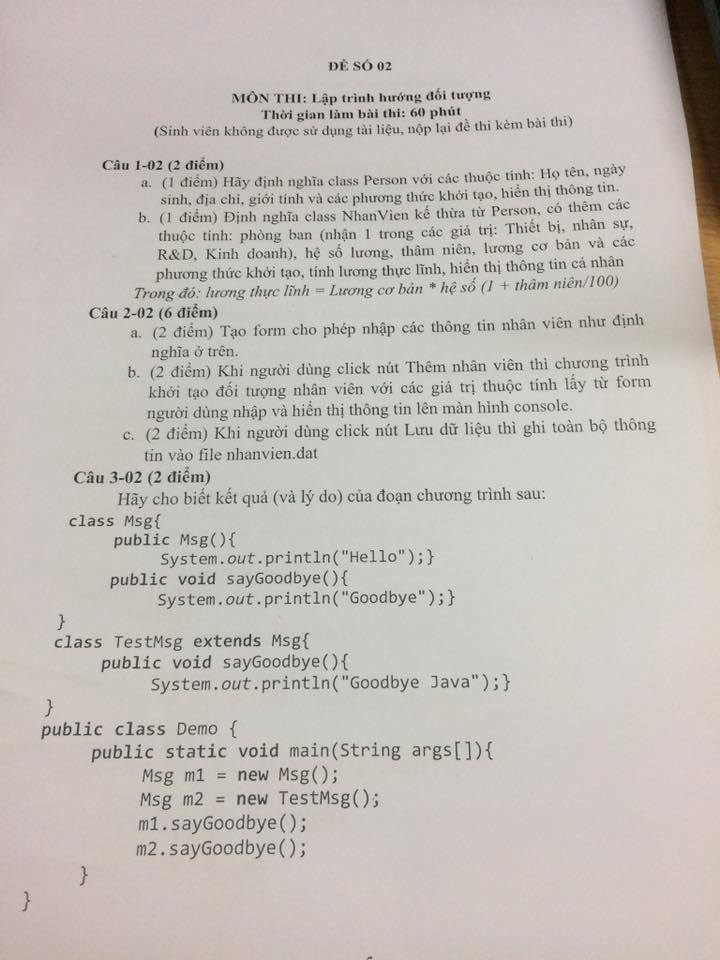 ĐỀ SỐ 02
MÔN THI: Lập trình hướng đối tượng
Thời gian làm bài thi: 60 phút
(Sinh viên không được sử dụng tài liệu, nộp lại đề thi kèm bài thi)
Câu 1-02 (2 điểm)
a. (1 điểm) Hãy định nghĩa class Person với các thuộc tính: Họ tên, ngày
sinh, địa chỉ, giới tính và các phương thức khởi tạo, hiển thị thông tin.
b. (1 điểm) Định nghĩa class NhanVien kế thừa từ Person, có thêm các
thuộc tính: phòng ban (nhận 1 trong các giá trị: Thiết bị, nhân sự,
R&D, Kinh doanh), hệ số lương, thâm niên, lương cơ bản và các
phương thức khởi tạo, tính lương thực lĩnh, hiển thị thông tin cá nhân
Trong đó: lương thực lĩnh = Lương cơ bản * hệ số (1 + thâm niên/100)
Câu 2-02 (6 điểm)
a. (2 điểm) Tạo form cho phép nhập các thông tin nhân viên như định
nghĩa ở trên.
b. (2 điểm) Khi người dùng click nút Thêm nhân viên thì chương trình
khởi tạo đối tượng nhân viên với các giá trị thuộc tính lấy từ form
người dùng nhập và hiển thị thông tin lên màn hình console.
c. (2 điểm) Khi người dùng click nút Lưu dữ liệu thì ghi toàn bộ thông
tin vào file nhanvien.dat
Câu 3-02 (2 điểm)
Hãy cho biết kết quả (và lý do) của đoạn chương trình sau:
class Msg{
public Msg(){
System.out.println("Hello");}
public void sayGoodbye(){
System.out.println("Goodbye");}
}
class TestMsg extends Msg{
public void sayGoodbye(){
System.out.println("Goodbye Java");}
}
public class Demo {
public static void main(String args[]){
Msg m1 = new Msg();
Msg m2 = new TestMsg();
m1.sayGoodbye();
m2.sayGoodbye();
}
}